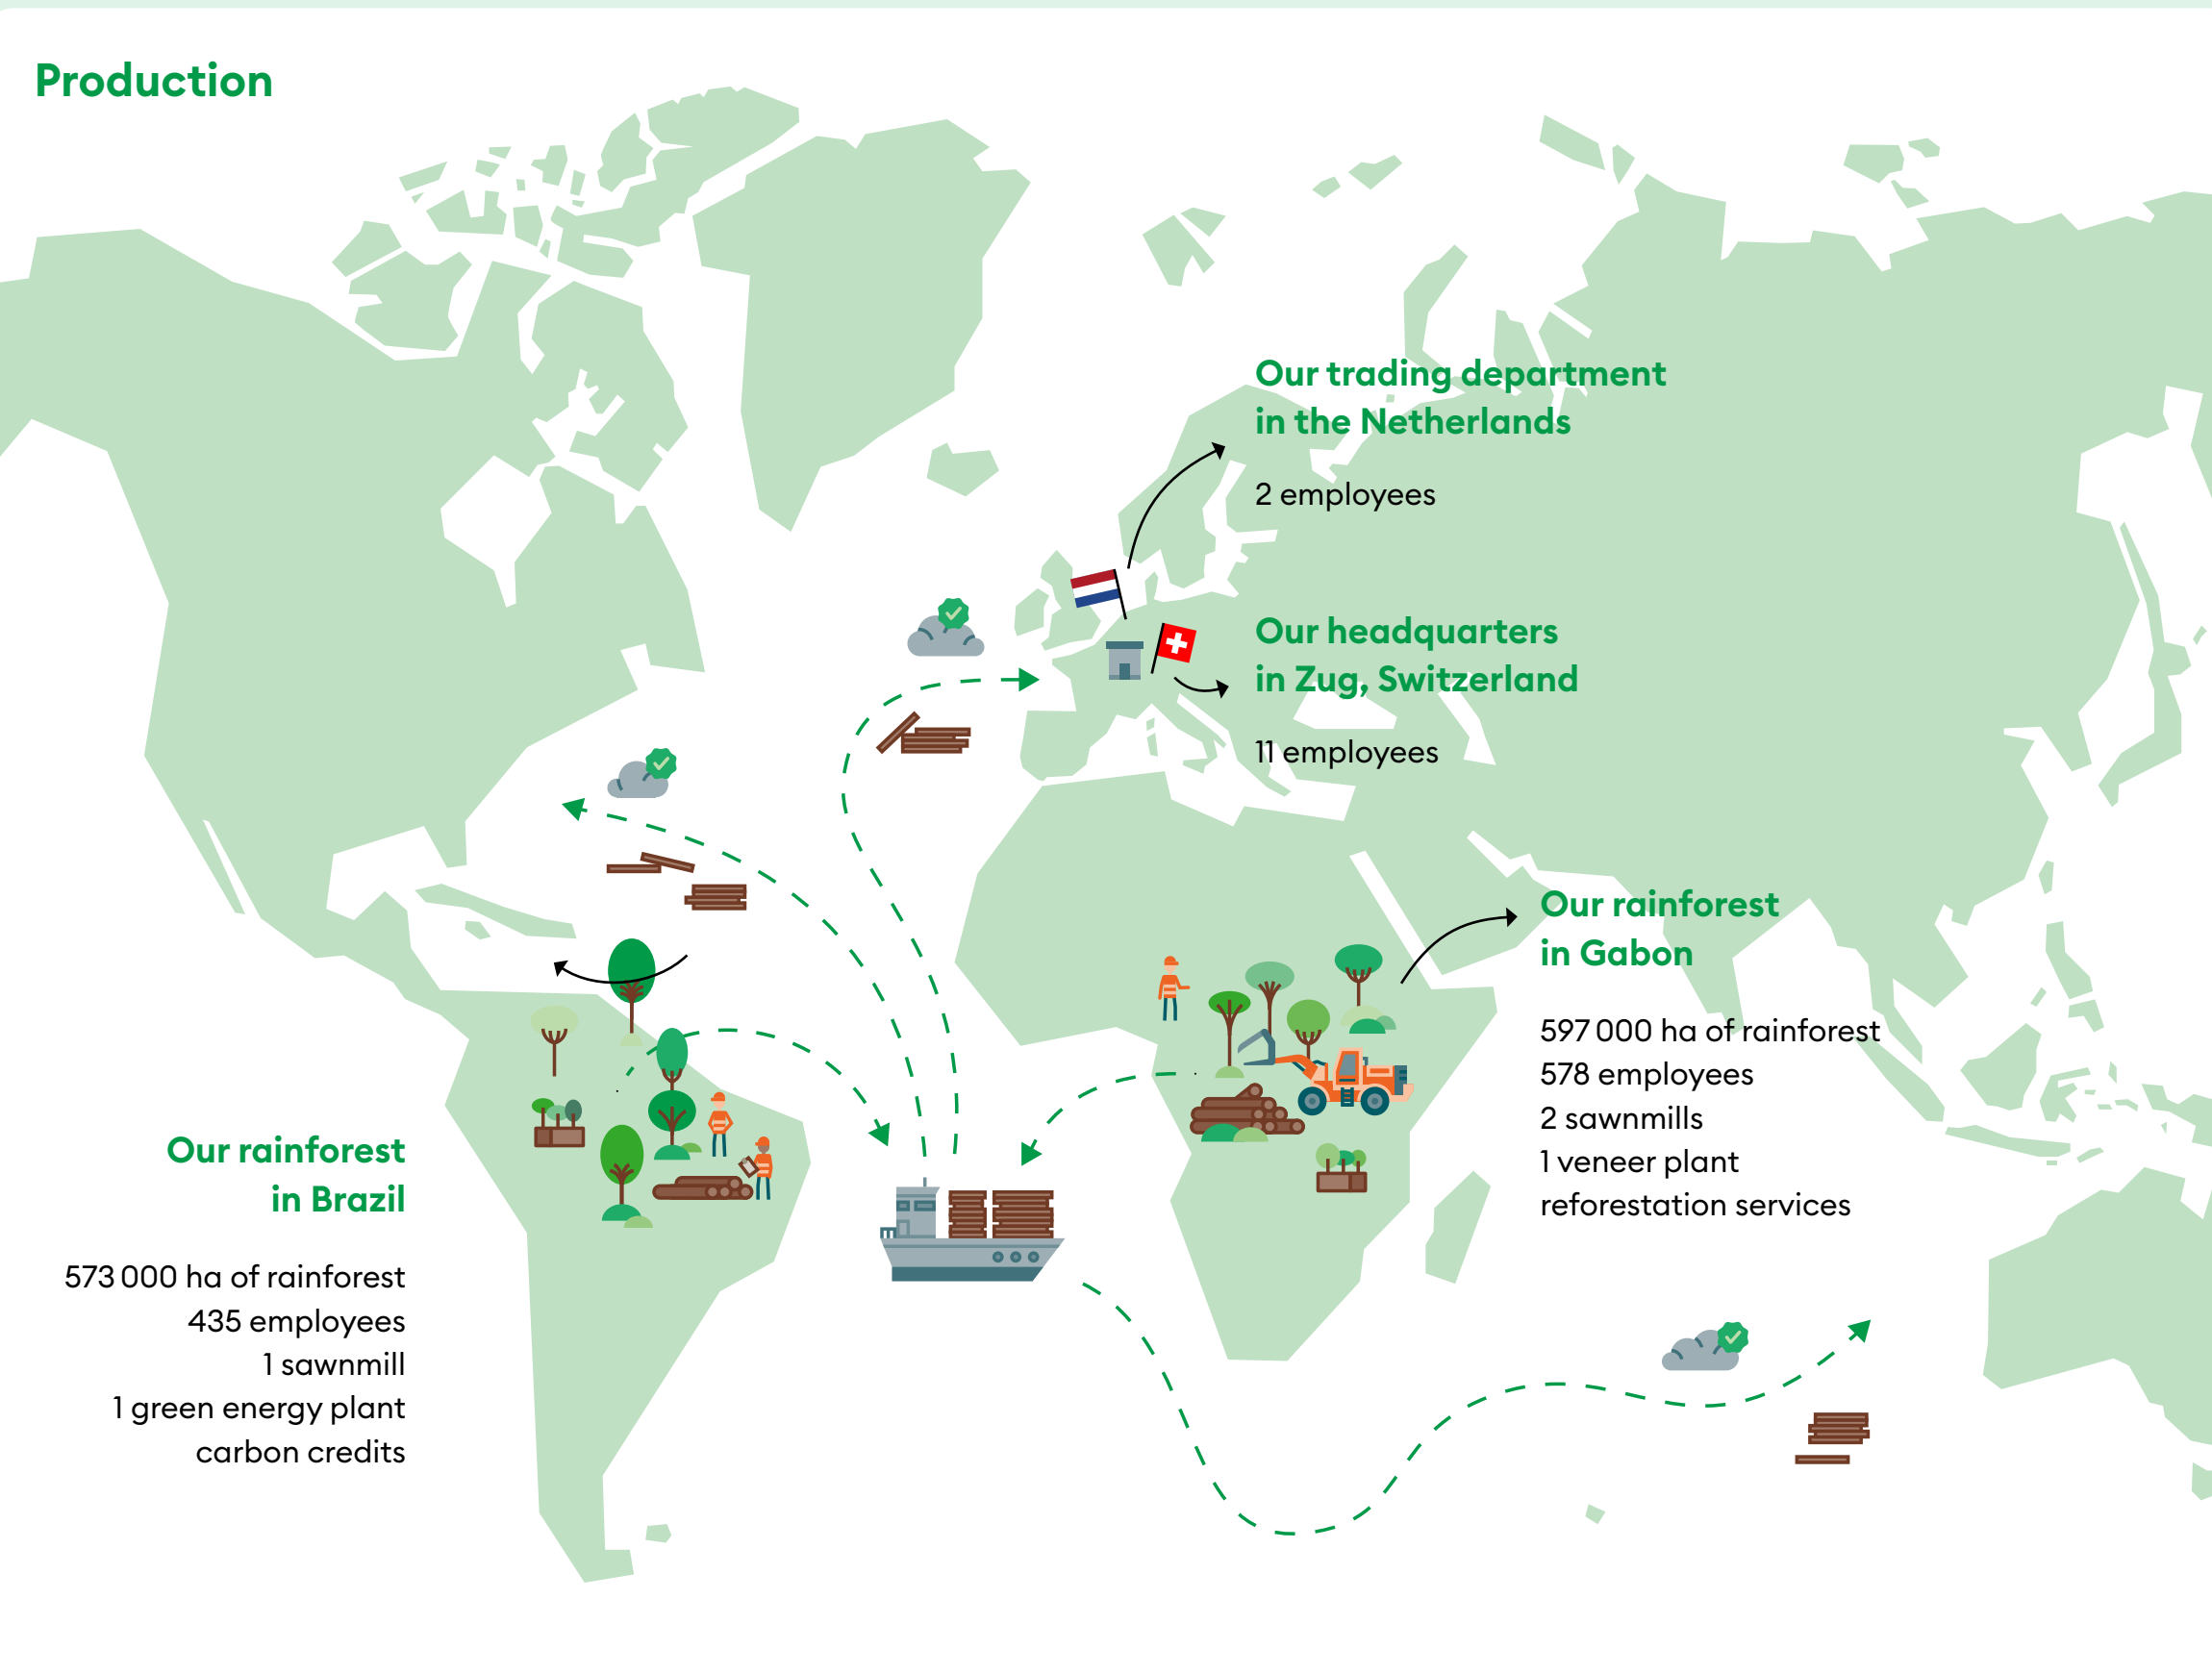 Production
Our trading department
in the Netherlands
2 employees
Our headquarters
in Zug, Switzerland
11 employees
Our rainforest
in Gabon
597 000 ha of rainforest
578 employees
2 sawnmills
1 veneer plant
reforestation services
Our rainforest
in Brazil
573 000 ha of rainforest
435 employees
1 sawnmill
1 green energy plant
carbon credits